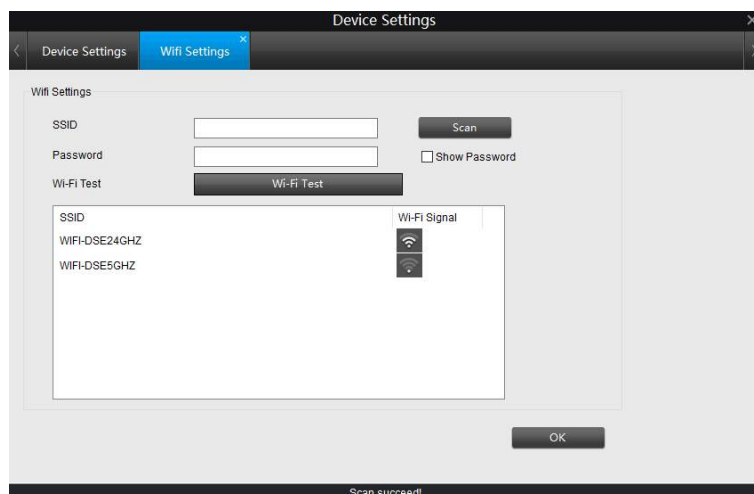 Device Settings
Device Settings
Wifi Settings
Wifi Settings
SSID
Scan
Password
Show Password
Wi-Fi Test
Wi-Fi Test
SSID
Wi-Fi Signal
WIFI-DSE24GHZ
WIFI-DSE5GHZ
OK
Scan succeed!